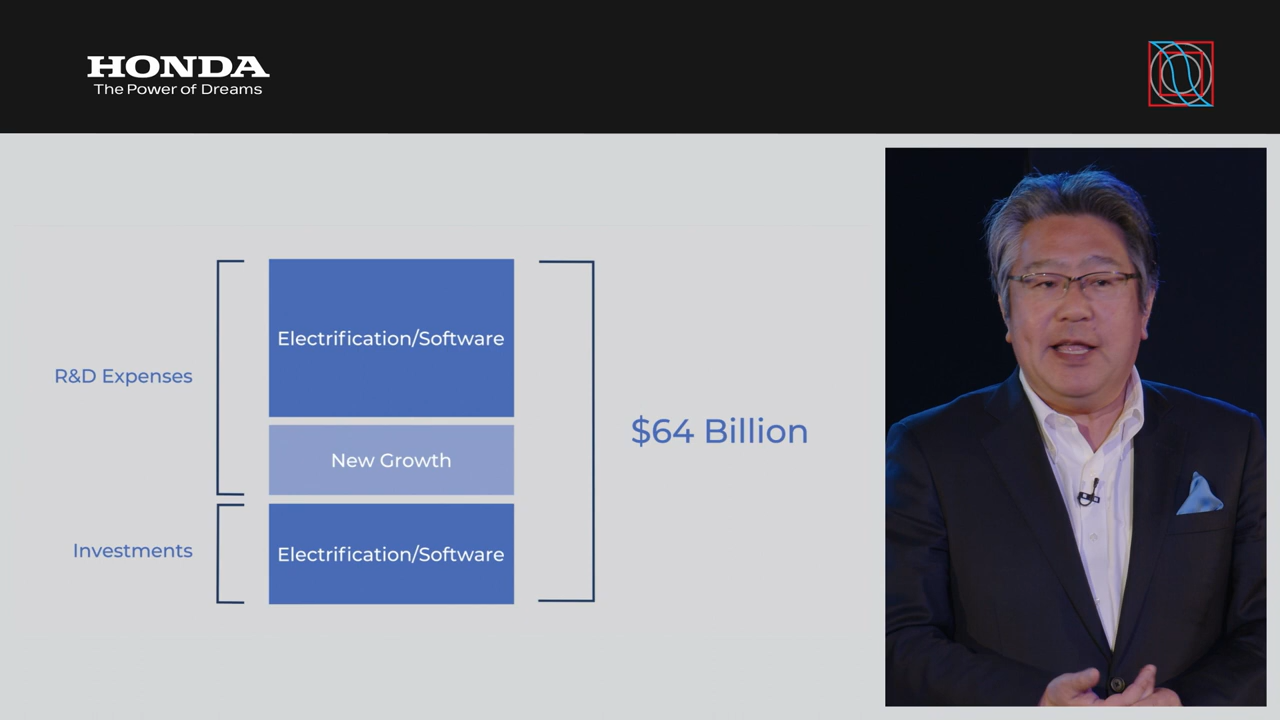 HONDA
The Power of Dreams
R&D Expenses
Electrification/Software
New Growth
Investments
Electrification/Software
$64 Billion